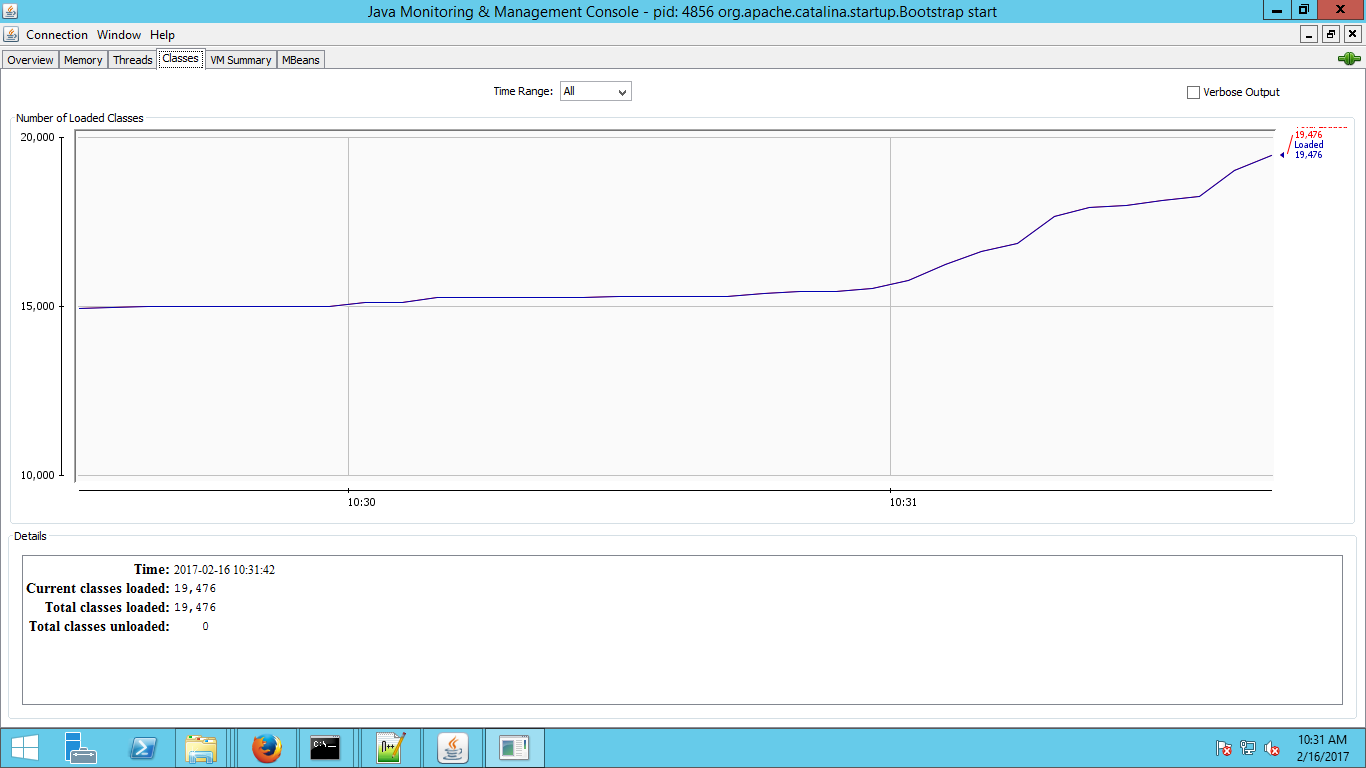 Java Monitoring & Management Console - pid: 4856 org.apache.catalina.startup.Bootstrap start
Connection Window Help
Overview Memory Threads Classes VM Summary MBeans
Time Range: All
Verbose Output
Number of Loaded Classes
20,000
15,000
10,000
19,476
Loaded
19,476
10:30 10:31
Details
Time: 2017-02-16 10:31:42
Current classes loaded: 19,476
Total classes loaded: 19,476
Total classes unloaded: 0
C:\_
10:31 AM
2/16/2017